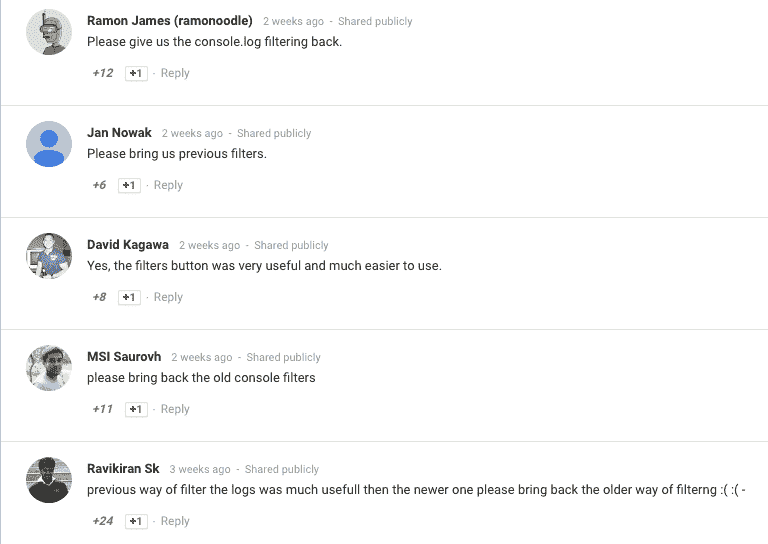 Ramon James (ramonoodle) 2 weeks ago - Shared publicly
Please give us the console.log filtering back.
+12 +1 · Reply
Jan Nowak 2 weeks ago - Shared publicly
Please bring us previous filters.
+6 +1 · Reply
David Kagawa 2 weeks ago - Shared publicly
Yes, the filters button was very useful and much easier to use.
+8 +1 · Reply
MSI Saurovh 2 weeks ago - Shared publicly
please bring back the old console filters
+11 +1 · Reply
Ravikiran Sk 3 weeks ago - Shared publicly
previous way of filter the logs was much usefull then the newer one please bring back the older way of filterng :( :( -
+24 +1 · Reply